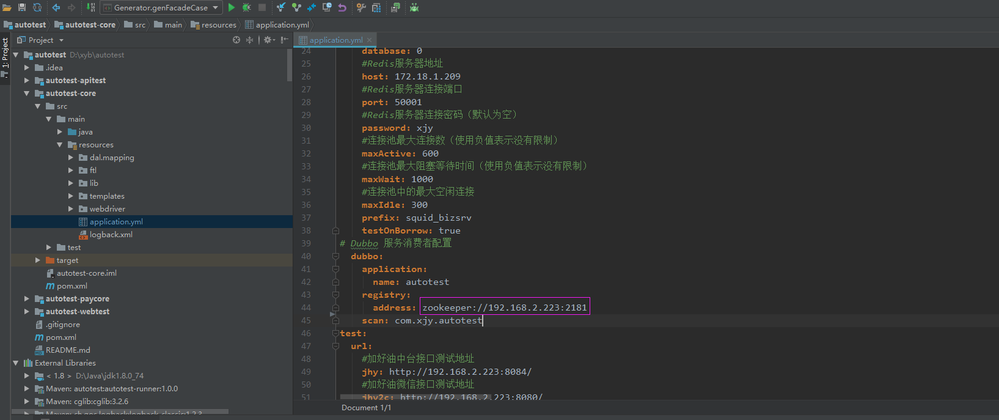 Generator.genFacadeCase
autotest
autotest-core
src
main
resources
application.yml
1: Project
Project
autotest D:\xyb\autotest
.idea
autotest-apitest
autotest-core
src
main
java
resources
dal.mapping
ftl
lib
templates
webdriver
application.yml
logback.xml
test
target
autotest-core.iml
pom.xml
autotest-paycore
autotest-webtest
.gitignore
pom.xml
README.md
External Libraries
< 1.8 > D:\Java\jdk1.8.0_74
Maven: autotest:autotest-runner:1.0.0
Maven: cglib:cglib:3.2.6
Maven: ch.qos.logback:logback-classic:1.2.3
application.yml
24 database: 0
25 #Redis服务器地址
26 host: 172.18.1.209
27 #Redis服务器连接端口
28 port: 50001
29 #Redis服务器连接密码（默认为空）
30 password: xjy
31 #连接池最大连接数（使用负值表示没有限制）
32 maxActive: 600
33 #连接池最大阻塞等待时间（使用负值表示没有限制）
34 maxWait: 1000
35 #连接池中的最大空闲连接
36 maxIdle: 300
37 prefix: squid_bizsrv
38 testOnBorrow: true
39 # Dubbo 服务消费者配置
40 dubbo:
41 application:
42 name: autotest
43 registry:
44 address: zookeeper://192.168.2.223:2181
45 scan: com.xjy.autotest
46 test:
47 url:
48 #加好油中台接口测试地址
49 jhy: http://192.168.2.223:8084/
50 #加好油微信接口测试地址
51 jhy2c: http://192.168.2.223:8080/
Document 1/1